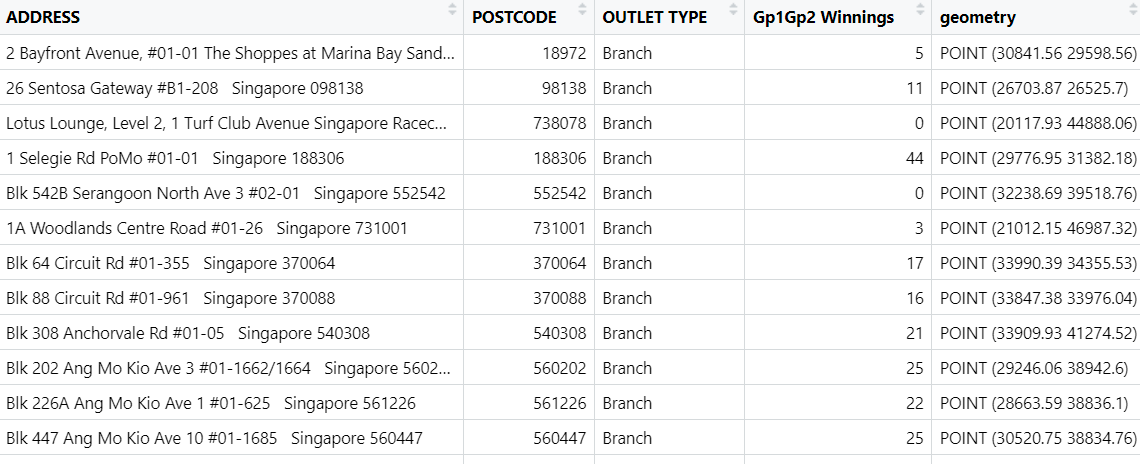 ADDRESS POSTCODE OUTLET TYPE Gp1Gp2 Winnings geometry
2 Bayfront Avenue, #01-01 The Shoppes at Marina Bay Sand... 18972 Branch 5 POINT (30841.56 29598.56)
26 Sentosa Gateway #B1-208 Singapore 098138 98138 Branch 11 POINT (26703.87 26525.7)
Lotus Lounge, Level 2, 1 Turf Club Avenue Singapore Racec... 738078 Branch 0 POINT (20117.93 44888.06)
1 Selegie Rd PoMo #01-01 Singapore 188306 188306 Branch 44 POINT (29776.95 31382.18)
Blk 542B Serangoon North Ave 3 #02-01 Singapore 552542 552542 Branch 0 POINT (32238.69 39518.76)
1A Woodlands Centre Road #01-26 Singapore 731001 731001 Branch 3 POINT (21012.15 46987.32)
Blk 64 Circuit Rd #01-355 Singapore 370064 370064 Branch 17 POINT (33990.39 34355.53)
Blk 88 Circuit Rd #01-961 Singapore 370088 370088 Branch 16 POINT (33847.38 33976.04)
Blk 308 Anchorvale Rd #01-05 Singapore 540308 540308 Branch 21 POINT (33909.93 41274.52)
Blk 202 Ang Mo Kio Ave 3 #01-1662/1664 Singapore 5602... 560202 Branch 25 POINT (29246.06 38942.6)
Blk 226A Ang Mo Kio Ave 1 #01-625 Singapore 561226 561226 Branch 22 POINT (28663.59 38836.1)
Blk 447 Ang Mo Kio Ave 10 #01-1685 Singapore 560447 560447 Branch 25 POINT (30520.75 38834.76)